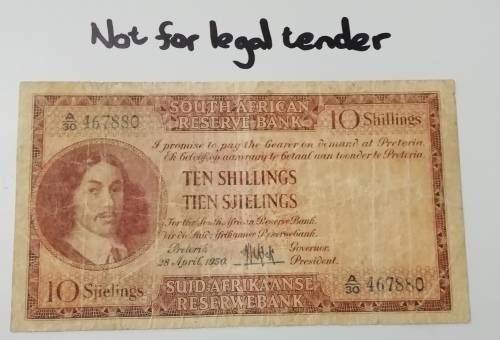 Not for legal tender
SOUTH AFRICAN
RESERVE BANK
A/30 467880
10 Shillings
I promise to pay the bearer on demand at Pretoria.
Ek beloof op aanvraag te betaal aan toonder te Pretoria.
TEN SHILLINGS
TIEN SJIELINGS
For the South African Reserve Bank.
Vir die Suid-Afrikaanse Reserwebank.
Pretoria Governor.
28 April, 1950. President.
10 Sjielings
SUID-AFRIKAANSE
RESERWEBANK
A/30 467880